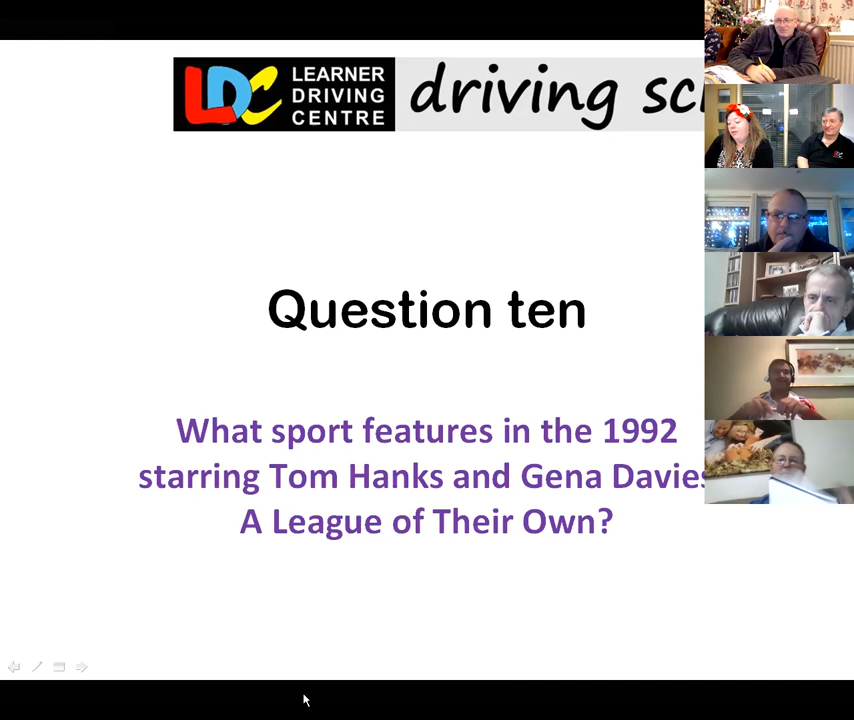 LDC LEARNER
DRIVING
CENTRE
driving
Question ten
What sport features in the 1992
starring Tom Hanks and Gena Davies
A League of Their Own?